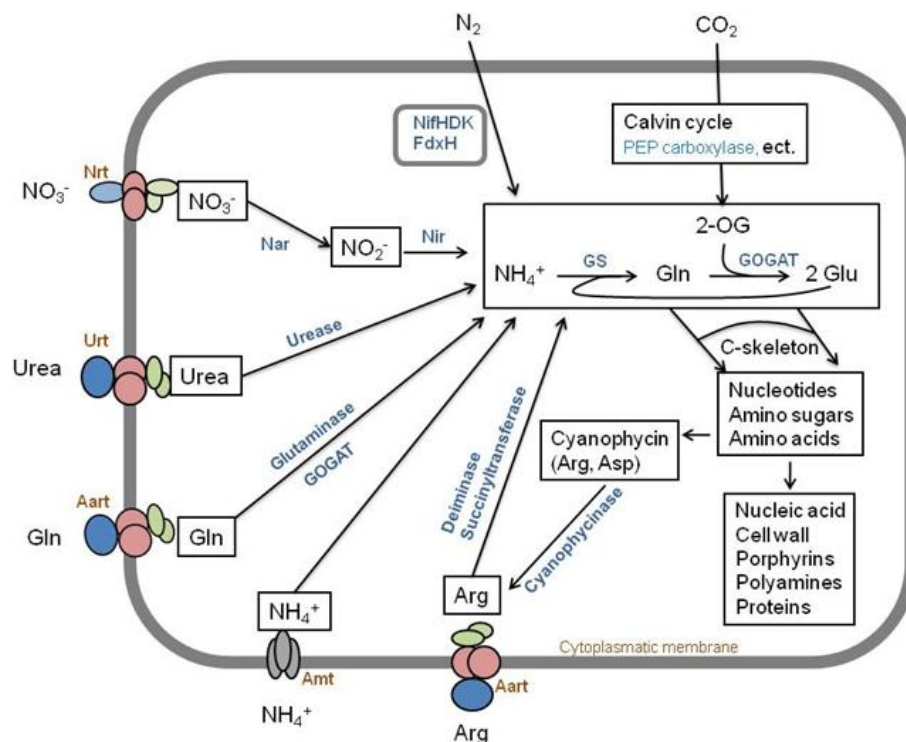 N2
CO2
NifHDK
FdxH
Calvin cycle
PEP carboxylase, ect.
Nrt
NO3-
NO3-
Nar
NO2-
Nir
2-OG
NH4+
GS
Gln
GOGAT
2 Glu
C-skeleton
Urt
Urea
Urea
Urease
Nucleotides
Amino sugars
Amino acids
Glutaminase
GOGAT
Deiminase
Succinyltransferase
Cyanophycin
(Arg, Asp)
Cyanophycinase
Aart
Gln
Gln
Nucleic acid
Cell wall
Porphyrins
Polyamines
Proteins
NH4+
Arg
Cytoplasmatic membrane
Amt
Aart
NH4+
Arg